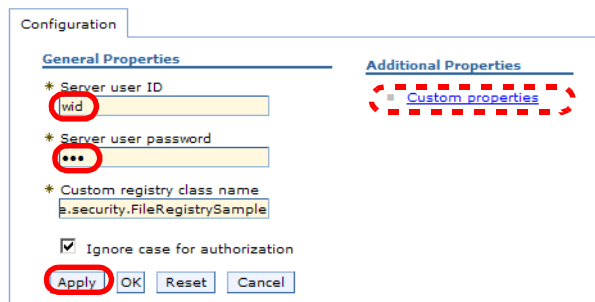 Configuration
General Properties
* Server user ID
wid
* Server user password
•••
* Custom registry class name
e.security.FileRegistrySample
Ignore case for authorization
Apply OK Reset Cancel
Additional Properties
Custom properties